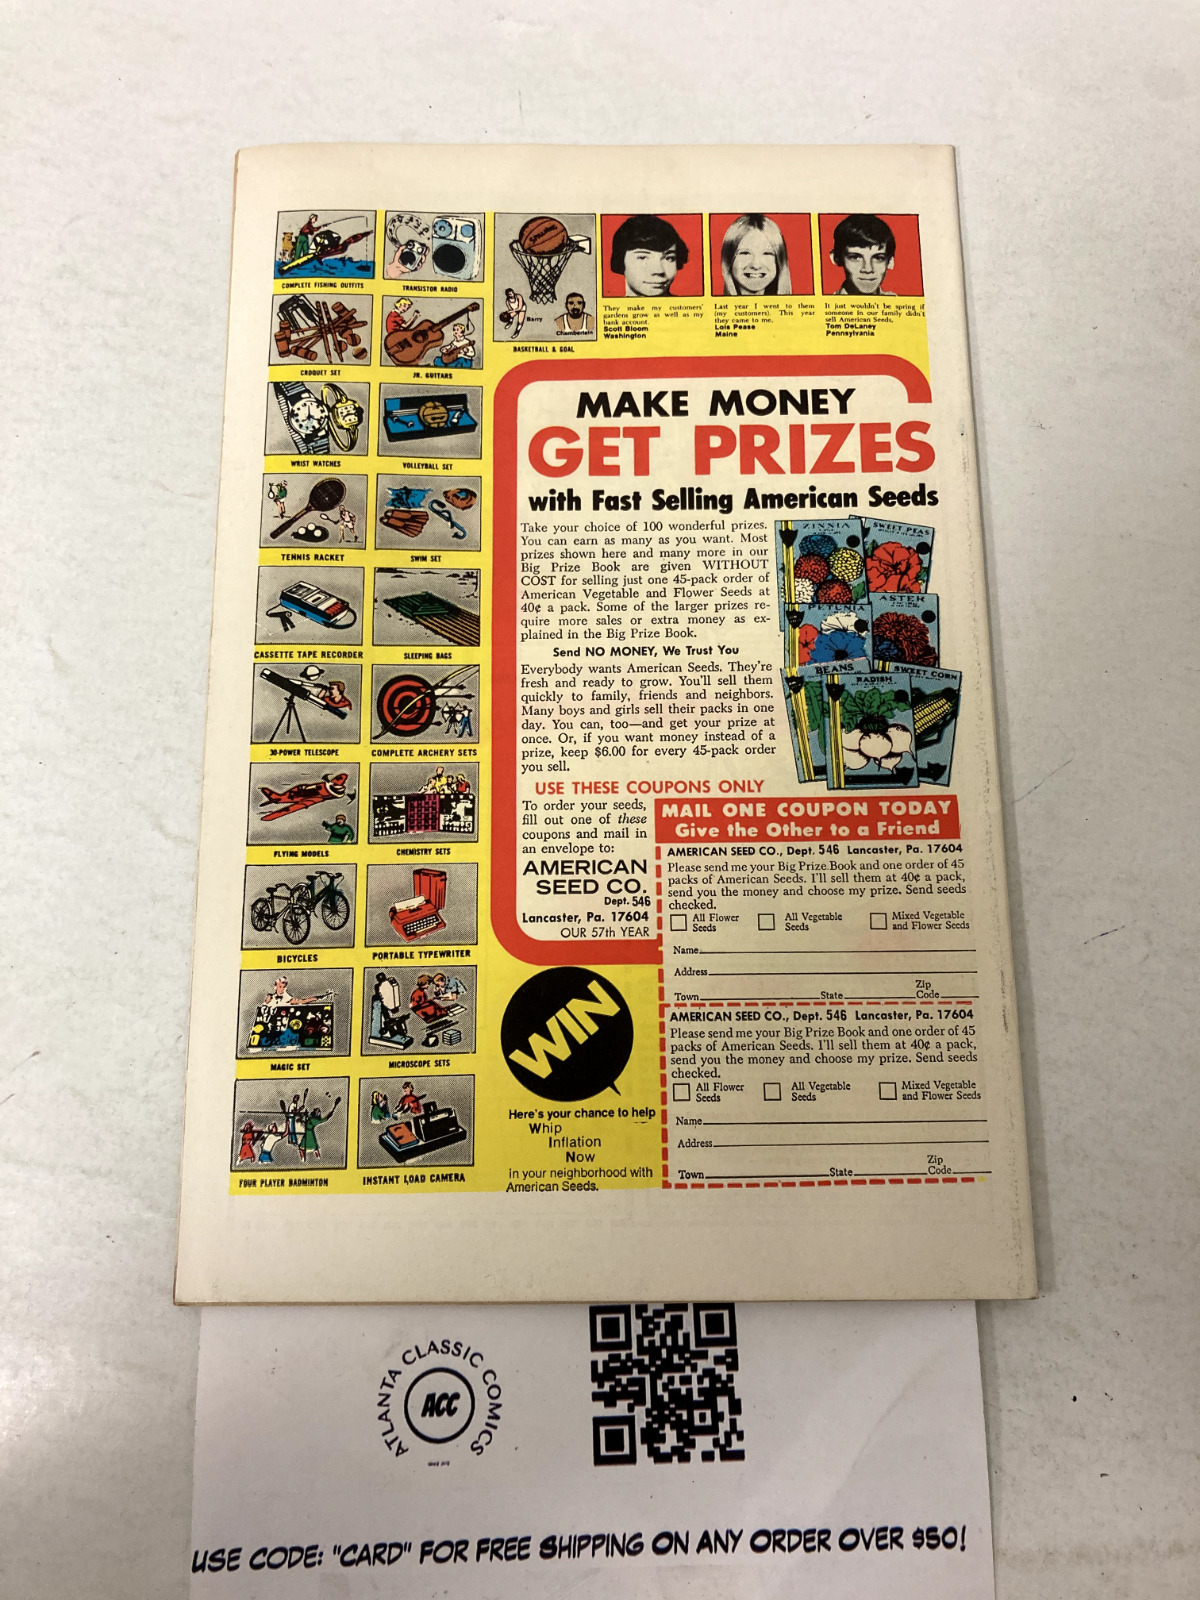 COMPLETE FISHING OUTFITS
TRANSISTOR RADIO
CROQUET SET
JR. GUITARS
WRIST WATCHES
VOLLEYBALL SET
TENNIS RACKET
SWIM SET
CASSETTE TAPE RECORDER
SLEEPING BAGS
30-POWER TELESCOPE
COMPLETE ARCHERY SETS
FLYING MODELS
CHEMISTRY SETS
BICYCLES
PORTABLE TYPEWRITER
MAGIC SET
MICROSCOPE SETS
FOUR PLAYER BADMINTON
INSTANT LOAD CAMERA
SPALDING
Barry
Chamberlain
BASKETBALL & GOAL
They make my customers'
gardens grow as well as my
bank account.
Scott Bloom
Washington
Last year I went to them
(my customers). This year
they came to me.
Lois Pease
Maine
It just wouldn't be spring if
someone in our family didn't
sell American Seeds.
Tom DeLaney
Pennsylvania
MAKE MONEY
GET PRIZES
with Fast Selling American Seeds
Take your choice of 100 wonderful prizes.
You can earn as many as you want. Most
prizes shown here and many more in our
Big Prize Book are given WITHOUT
COST for selling just one 45-pack order of
American Vegetable and Flower Seeds at
40¢ a pack. Some of the larger prizes re-
quire more sales or extra money as ex-
plained in the Big Prize Book.
Send NO MONEY, We Trust You
Everybody wants American Seeds. They're
fresh and ready to grow. You'll sell them
quickly to family, friends and neighbors.
Many boys and girls sell their packs in one
day. You can, too—and get your prize at
once. Or, if you want money instead of a
prize, keep $6.00 for every 45-pack order
you sell.
ZINNIA
SWEET PEAS
PETUNIA
ASTER
BEANS
RADISH
SWEET CORN
USE THESE COUPONS ONLY
To order your seeds,
fill out one of these
coupons and mail in
an envelope to:
AMERICAN
SEED CO.
Dept. 546
Lancaster, Pa. 17604
OUR 57th YEAR
MAIL ONE COUPON TODAY
Give the Other to a Friend
AMERICAN SEED CO., Dept. 546 Lancaster, Pa. 17604
Please send me your Big Prize Book and one order of 45
packs of American Seeds. I'll sell them at 40¢ a pack,
send you the money and choose my prize. Send seeds
checked.
All Flower Seeds
All Vegetable Seeds
Mixed Vegetable and Flower Seeds
Name
Address
Town State Zip Code
AMERICAN SEED CO., Dept. 546 Lancaster, Pa. 17604
Please send me your Big Prize Book and one order of 45
packs of American Seeds. I'll sell them at 40¢ a pack,
send you the money and choose my prize. Send seeds
checked.
All Flower Seeds
All Vegetable Seeds
Mixed Vegetable and Flower Seeds
Name
Address
Town State Zip Code
WIN
Here's your chance to help
Whip
Inflation
Now
in your neighborhood with
American Seeds.
ATLANTA CLASSIC COMICS
ACC
USE CODE: "CARD" FOR FREE SHIPPING ON ANY ORDER OVER $50!